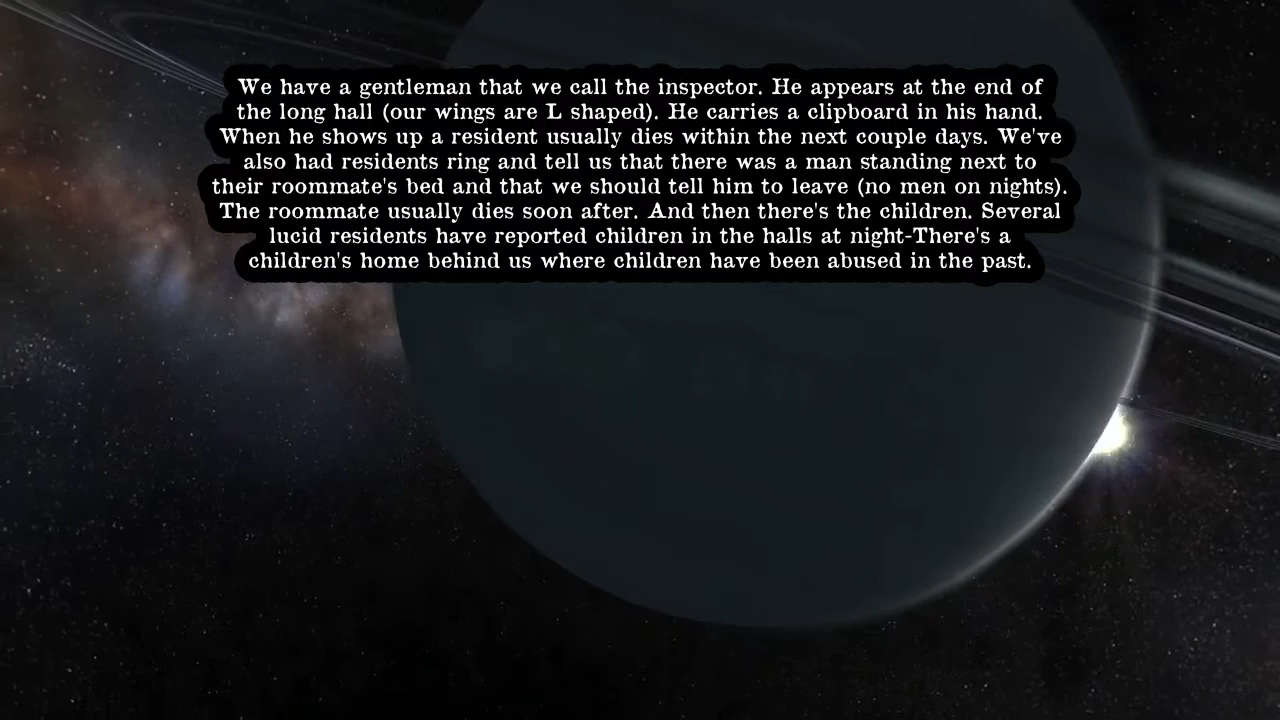 We have a gentleman that we call the inspector. He appears at the end of
the long hall (our wings are L shaped). He carries a clipboard in his hand.
When he shows up a resident usually dies within the next couple days. We've
also had residents ring and tell us that there was a man standing next to
their roommate's bed and that we should tell him to leave (no men on nights).
The roommate usually dies soon after. And then there's the children. Several
lucid residents have reported children in the halls at night-There's a
children's home behind us where children have been abused in the past.